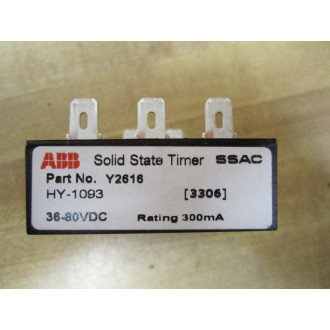 ABB Solid State Timer SSAC
Part No. Y2616
HY-1093 [3306]
36-80VDC Rating 300mA